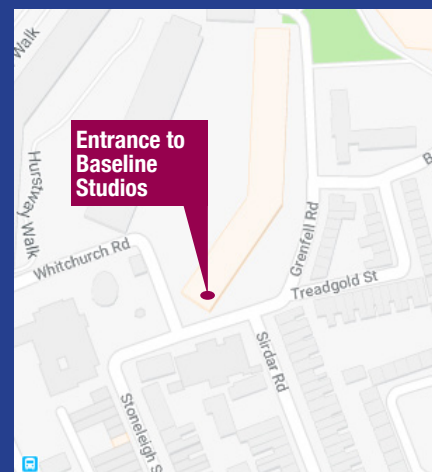 Walk
Entrance to
Baseline
Studios
Hurstway Walk
Whitchurch Rd
Grenfell Rd
B
Treadgold St
Sirdar Rd
Stoneleigh S